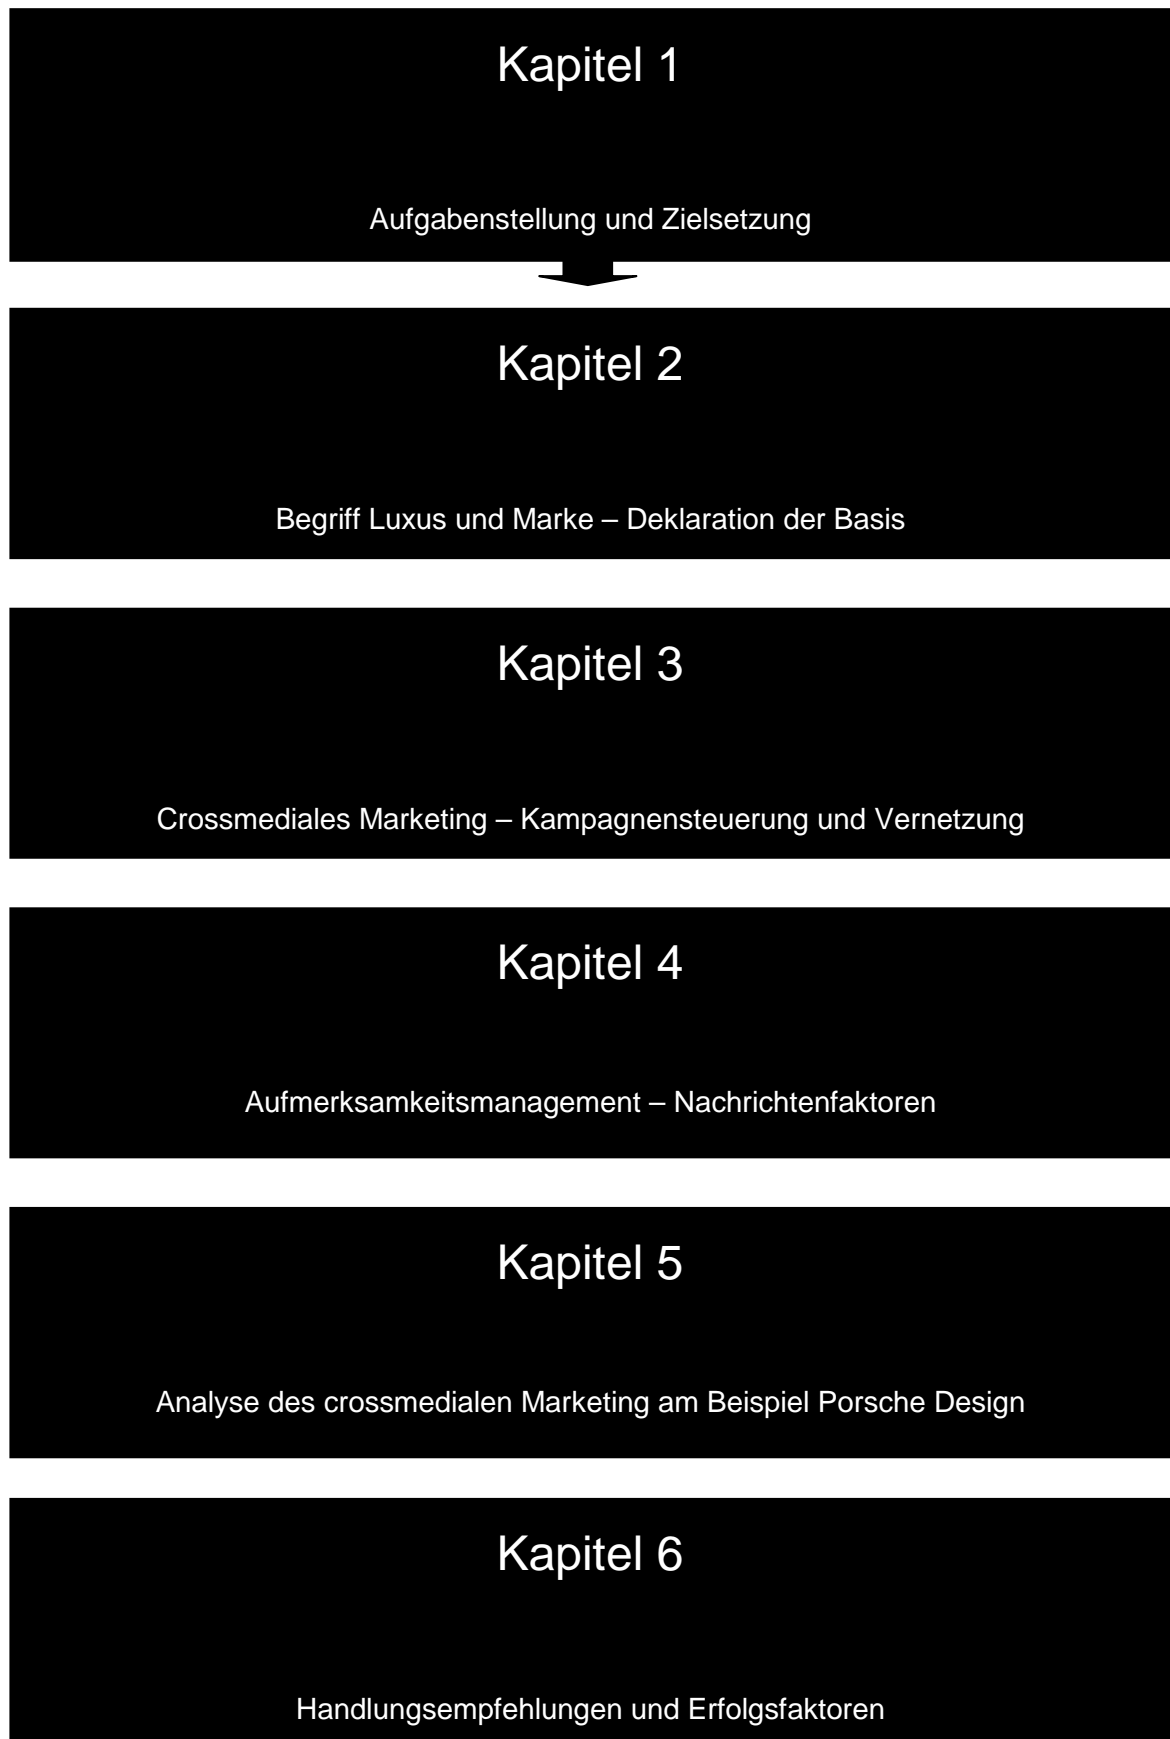 Kapitel 1
Aufgabenstellung und Zielsetzung
Kapitel 2
Begriff Luxus und Marke – Deklaration der Basis
Kapitel 3
Crossmediales Marketing – Kampagnensteuerung und Vernetzung
Kapitel 4
Aufmerksamkeitsmanagement – Nachrichtenfaktoren
Kapitel 5
Analyse des crossmedialen Marketing am Beispiel Porsche Design
Kapitel 6
Handlungsempfehlungen und Erfolgsfaktoren